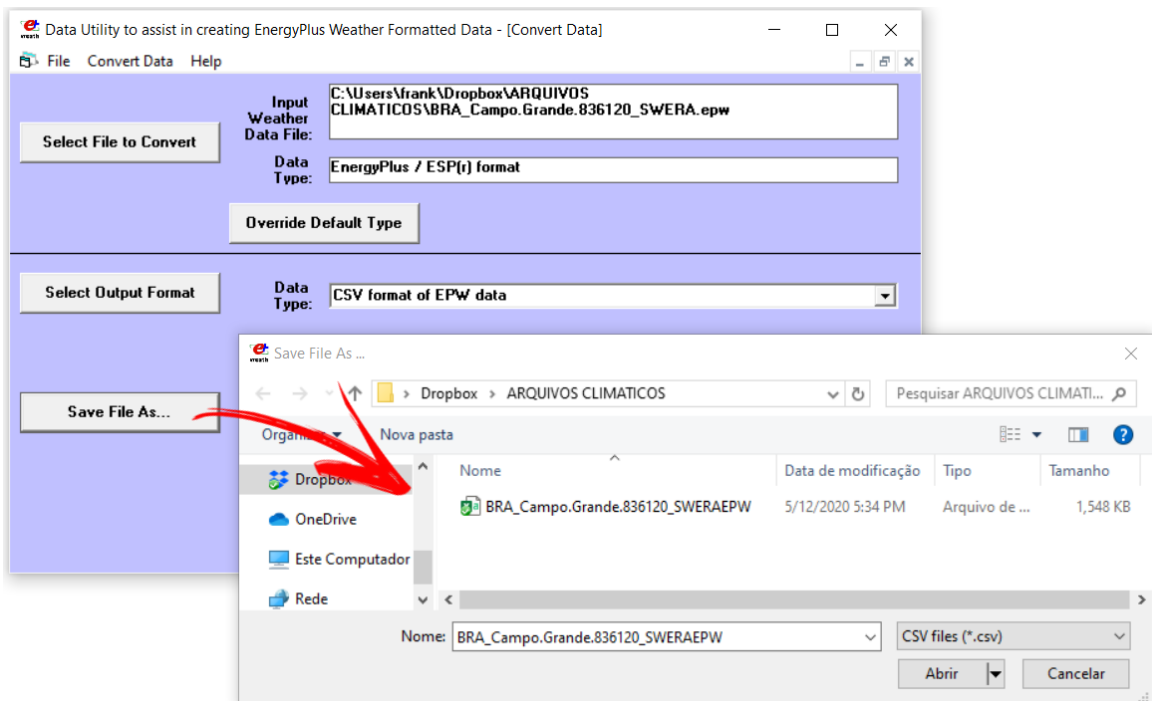 Data Utility to assist in creating EnergyPlus Weather Formatted Data - [Convert Data]
File Convert Data Help
Select File to Convert
Input
Weather
Data File:
C:\Users\frank\Dropbox\ARQUIVOS
CLIMATICOS\BRA_Campo.Grande.836120_SWERA.epw
Data
Type:
EnergyPlus / ESP(r) format
Override Default Type
Select Output Format
Data
Type:
CSV format of EPW data
Save File As...
Save File As ...
Dropbox > ARQUIVOS CLIMATICOS
Pesquisar ARQUIVOS CLIMATI...
Nova pasta
Nome
Data de modificação
Tipo
Tamanho
Dropbox
OneDrive
Este Computador
Rede
BRA_Campo.Grande.836120_SWERAEPW
5/12/2020 5:34 PM
Arquivo de ...
1,548 KB
Nome:
BRA_Campo.Grande.836120_SWERAEPW
CSV files (*.csv)
Abrir
Cancelar